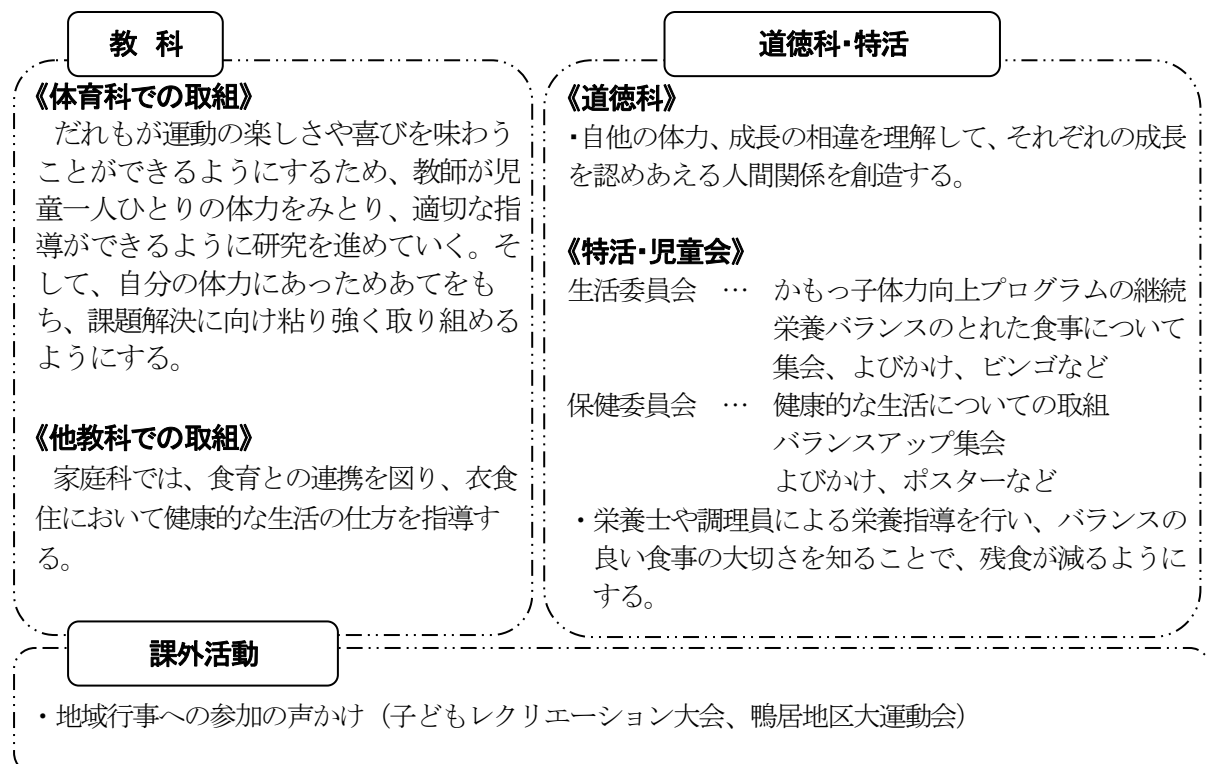 教 科
《体育科での取組》
だれもが運動の楽しさや喜びを味わう
ことができるようにするため、教師が児
童一人ひとりの体力をみとり、適切な指
導ができるように研究を進めていく。そ
して、自分の体力にあっためあてをも
ち、課題解決に向け粘り強く取り組める
ようにする。
《他教科での取組》
家庭科では、食育との連携を図り、衣食
住において健康的な生活の仕方を指導す
る。
道徳科・特活
《道徳科》
・自他の体力、成長の相違を理解して、それぞれの成長
を認めあえる人間関係を創造する。
《特活・児童会》
生活委員会 … かもっ子体力向上プログラムの継続
栄養バランスのとれた食事について
集会、よびかけ、ビンゴなど
保健委員会 … 健康的な生活についての取組
バランスアップ集会
よびかけ、ポスターなど
・栄養士や調理員による栄養指導を行い、バランスの
良い食事の大切さを知ることで、残食が減るように
する。
課外活動
・地域行事への参加の声かけ（子どもレクリエーション大会、鴨居地区大運動会）